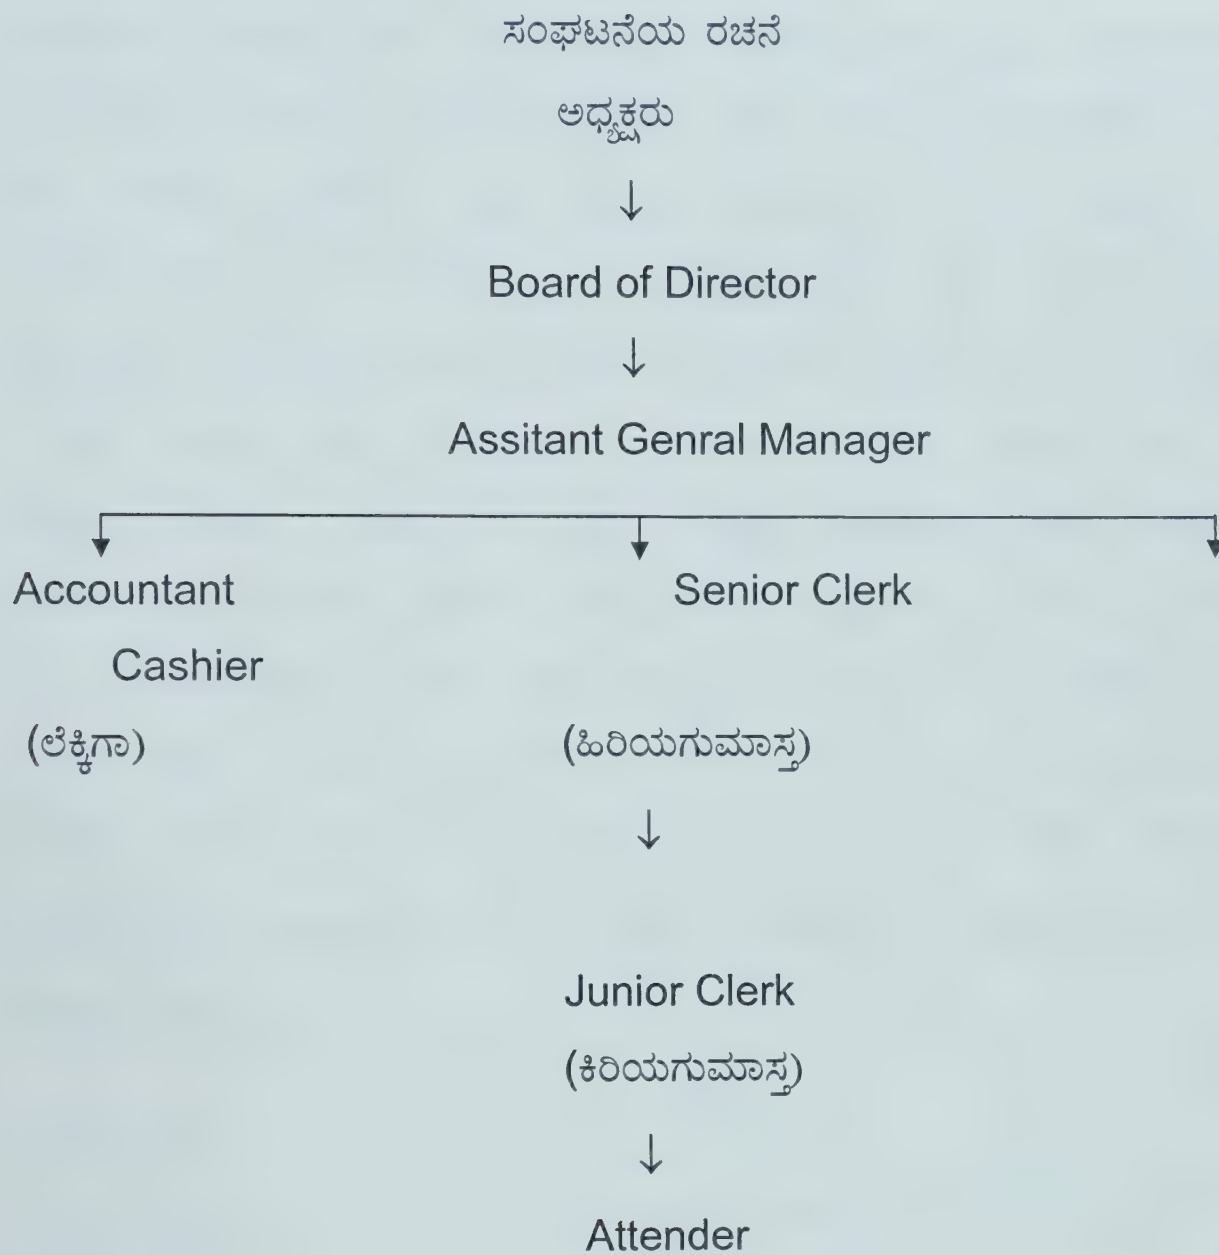 ಸಂಘಟನೆಯ ರಚನೆ
ಅಧ್ಯಕ್ಷರು
↓
Board of Director
↓
Assitant Genral Manager
Accountant Senior Clerk
Cashier
(ಲೆಕ್ಕಿಗಾ) (ಹಿರಿಯಗುಮಾಸ್ತ)
↓
Junior Clerk
(ಕಿರಿಯಗುಮಾಸ್ತ)
↓
Attender